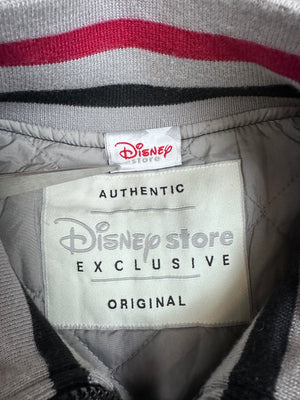 Disney
store
AUTHENTIC
Disney store
EXCLUSIVE
ORIGINAL